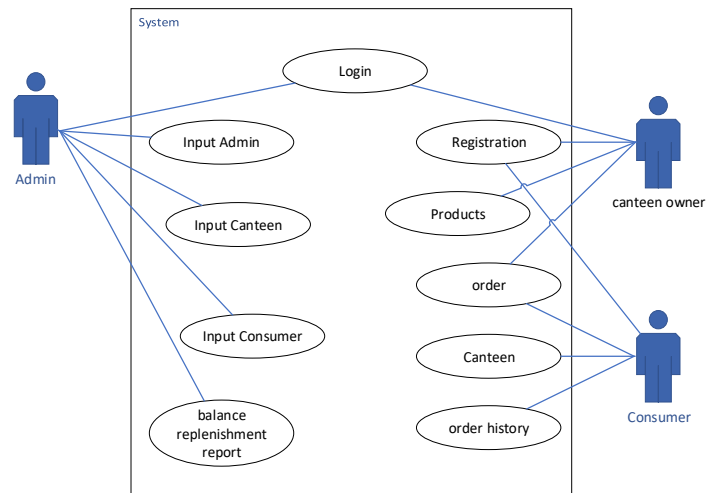 System
Login
Input Admin
Registration
Admin
canteen owner
Products
Input Canteen
order
Input Consumer
Canteen
Consumer
balance
replenishment
report
order history